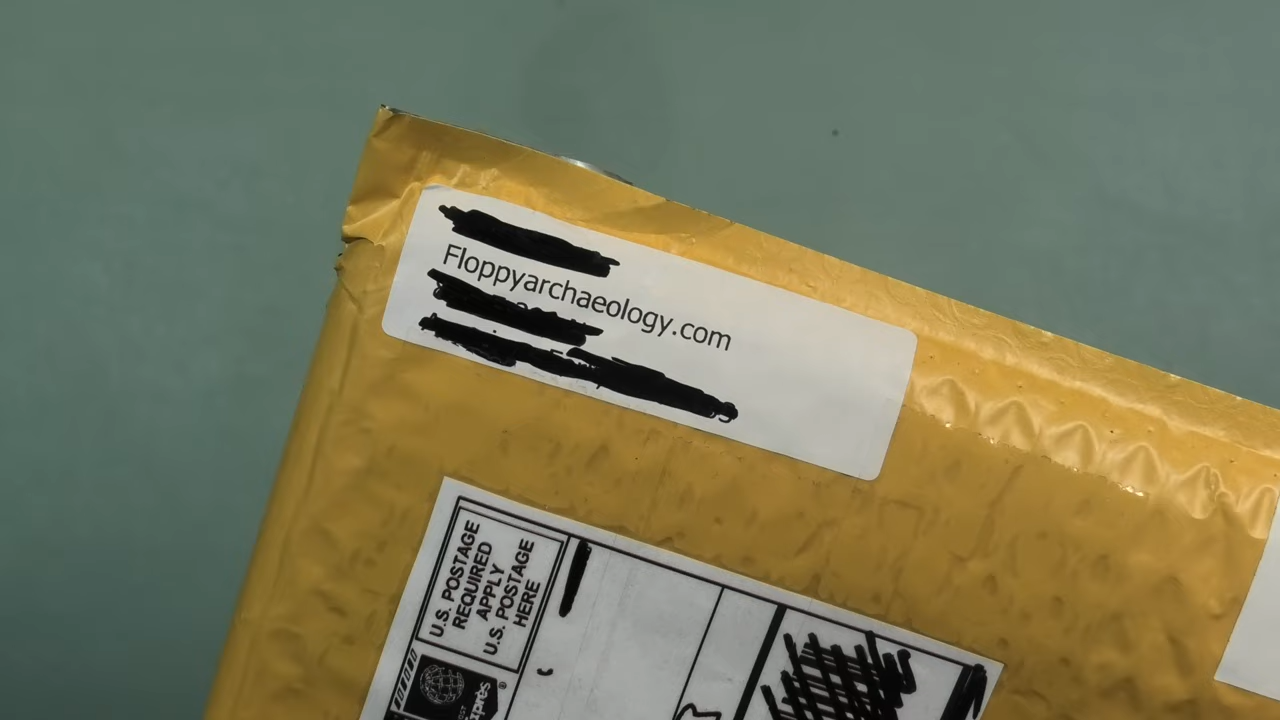 Floppyarchaeology.com
U.S. POSTAGE
REQUIRED
APPLY
U.S. POSTAGE
HERE